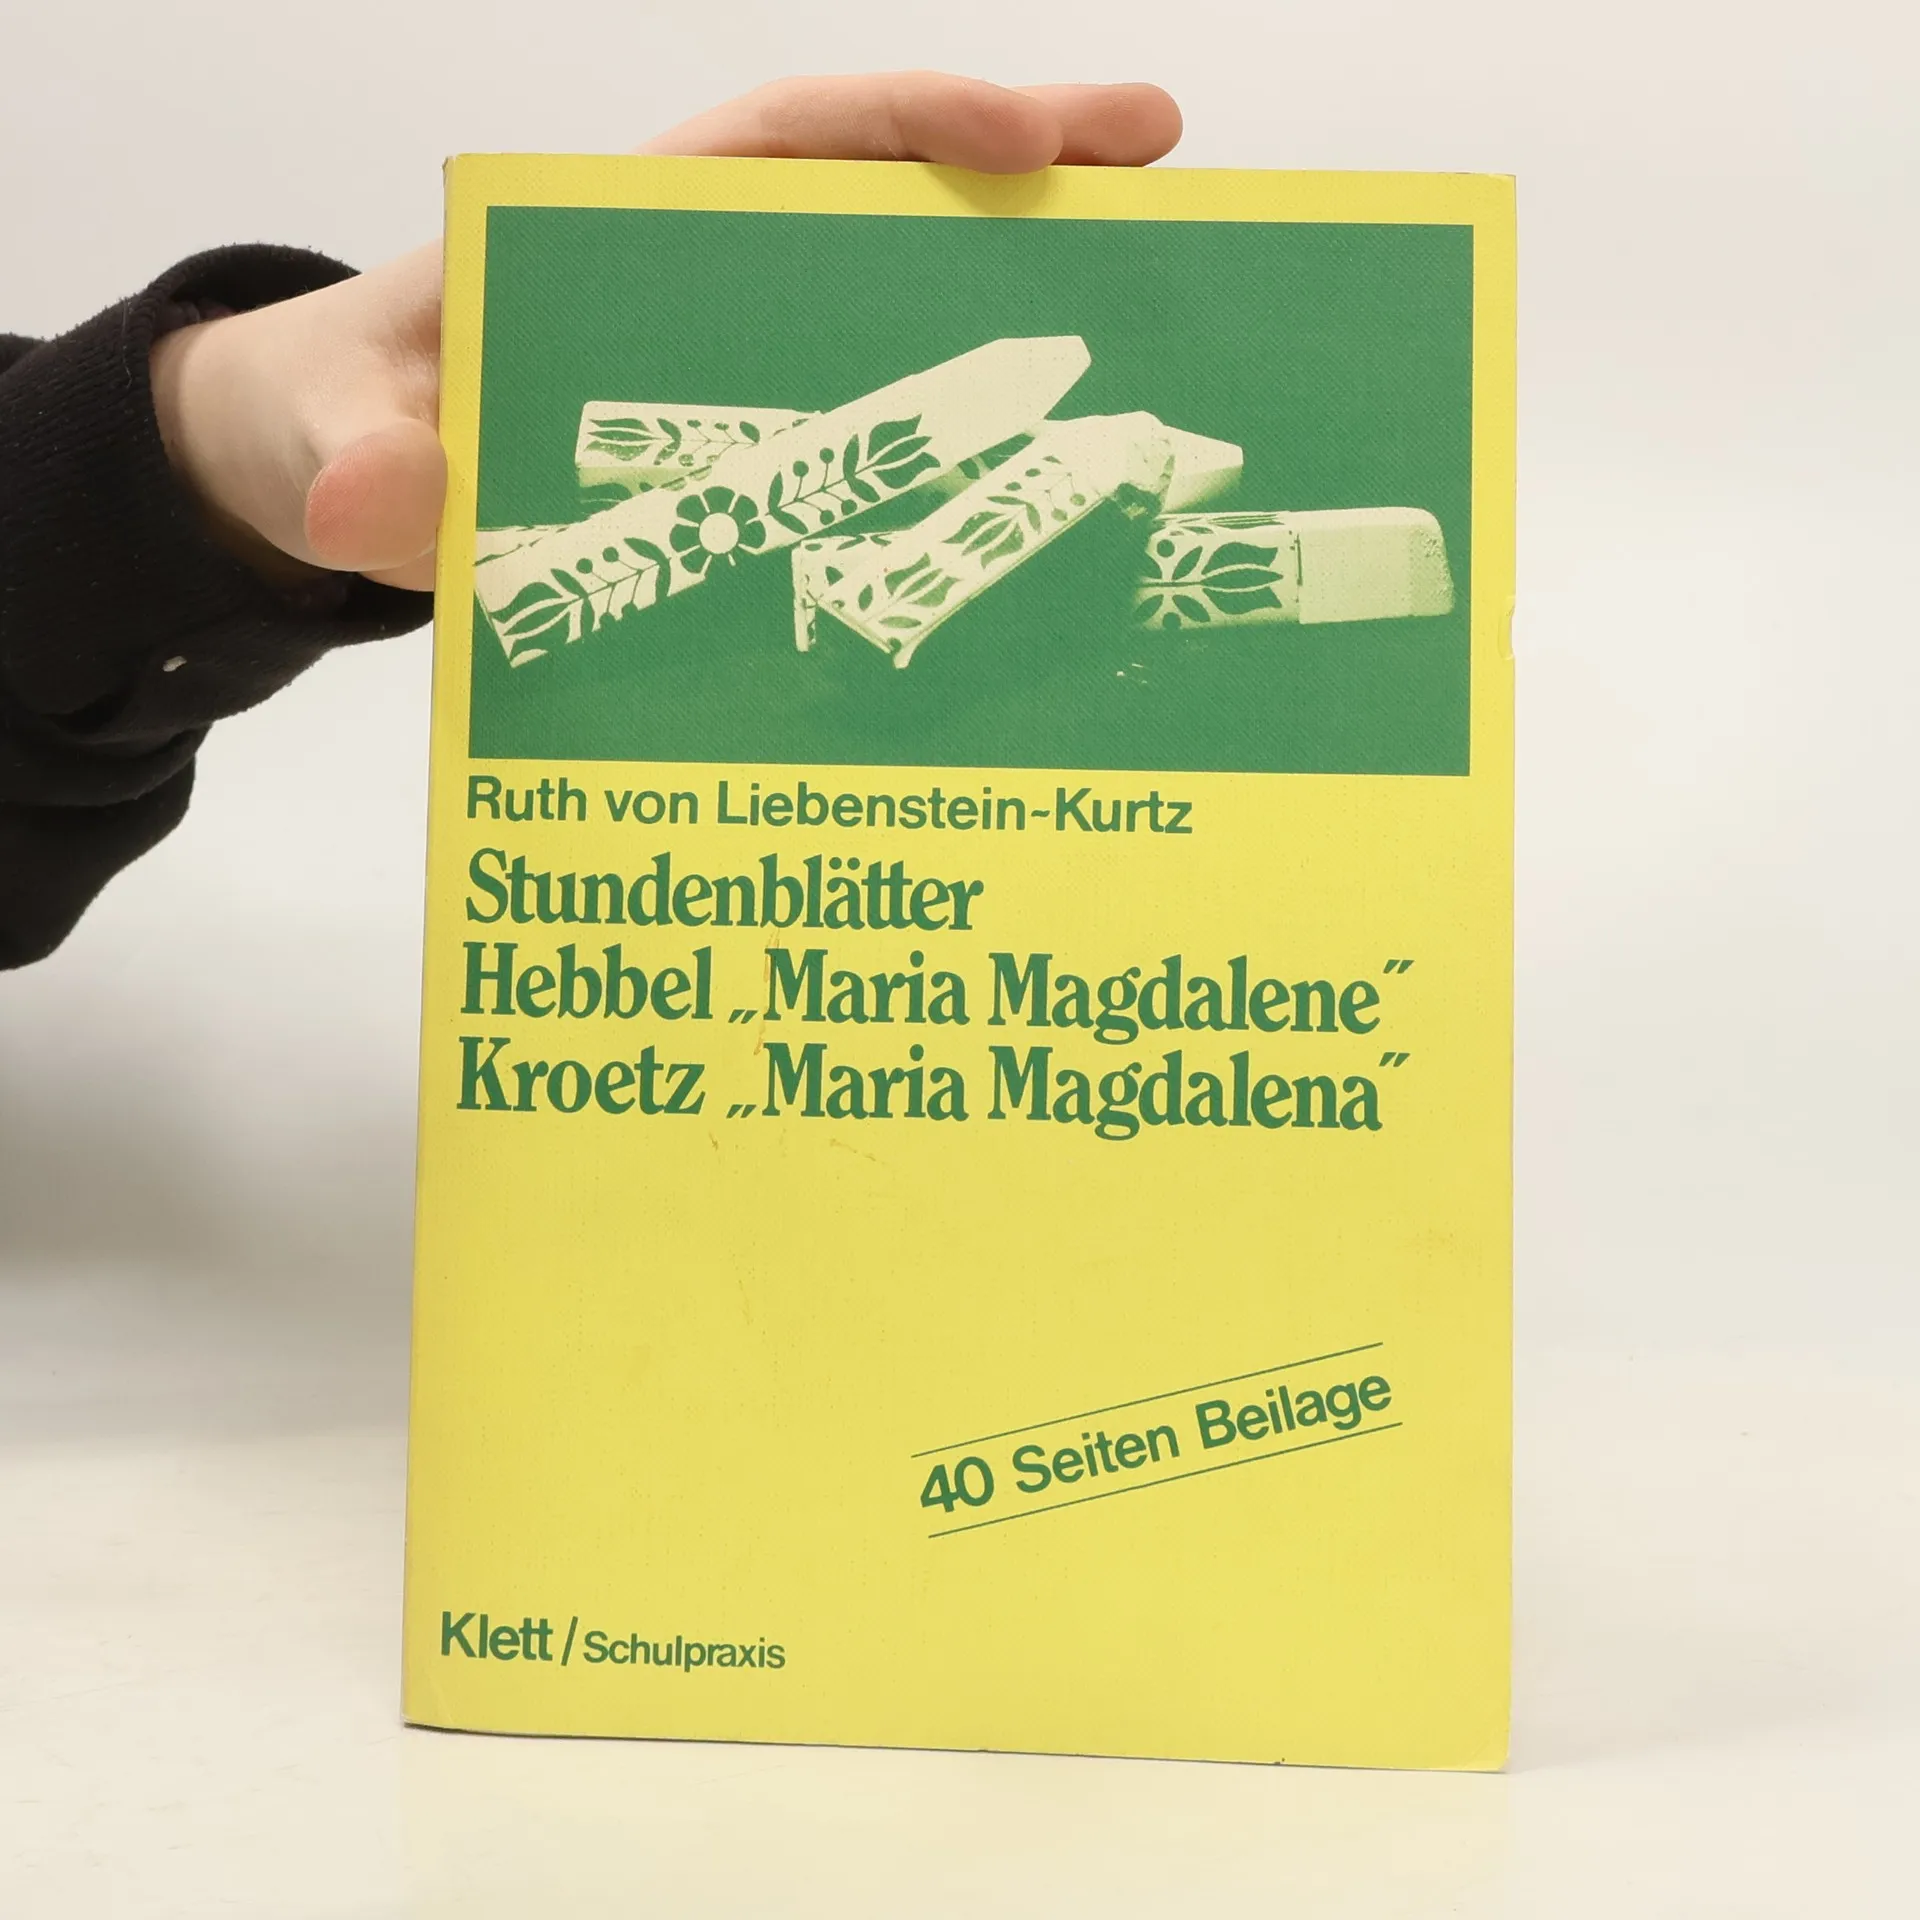 Ruth von Liebenstein-Kurtz
Stundenblätter
Hebbel „Maria Magdalene”
Kroetz „Maria Magdalena”
40 Seiten Beilage
Klett/Schulpraxis